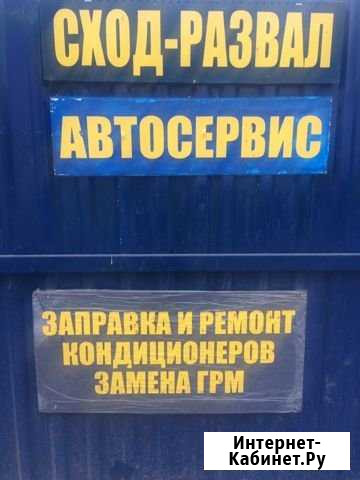 СХОД-РАЗВАЛ
АВТОСЕРВИС
ЗАПРАВКА И РЕМОНТ
КОНДИЦИОНЕРОВ
ЗАМЕНА ГРМ
Интернет-
Кабинет.Ру